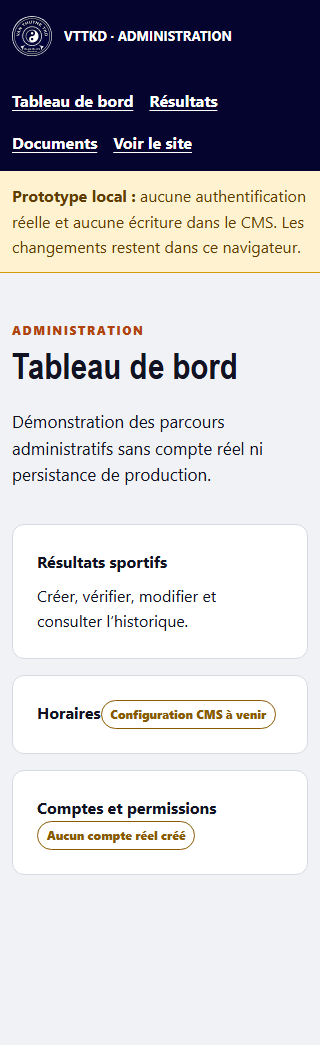 VTTKD - ADMINISTRATION
Tableau de bord Résultats
Documents Voir le site
Prototype local : aucune authentification
réelle et aucune écriture dans le CMS. Les
changements restent dans ce navigateur.
ADMINISTRATION
Tableau de bord
Démonstration des parcours
administratifs sans compte réel ni
persistance de production.
Résultats sportifs
Créer, vérifier, modifier et
consulter l’historique.
Horaires Configuration CMS à venir
Comptes et permissions
Aucun compte réel créé